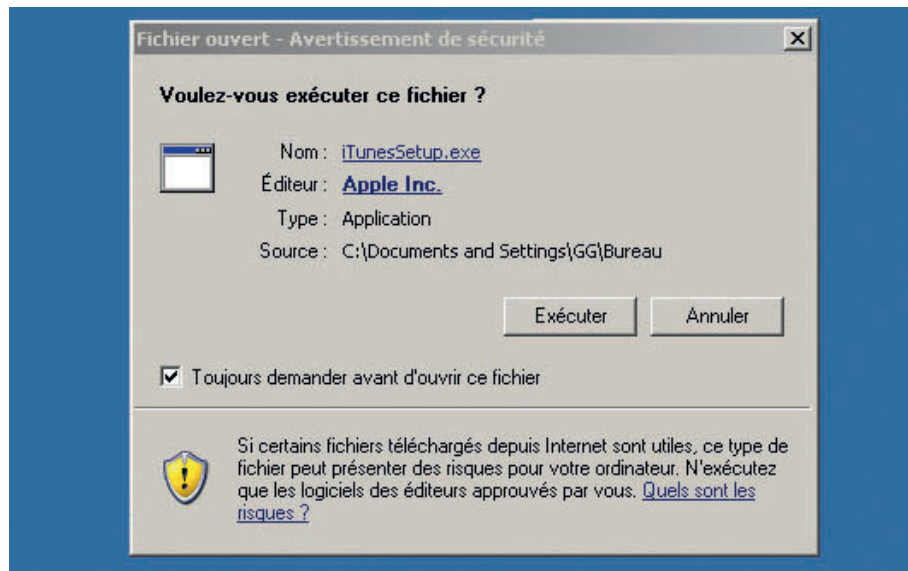 Fichier ouvert - Avertissement de sécurité
Voulez-vous exécuter ce fichier ?
Nom : iTunesSetup.exe
Éditeur : Apple Inc.
Type : Application
Source : C:\Documents and Settings\GG\Bureau
Exécuter Annuler
Toujours demander avant d'ouvrir ce fichier
Si certains fichiers téléchargés depuis Internet sont utiles, ce type de
fichier peut présenter des risques pour votre ordinateur. N'exécutez
que les logiciels des éditeurs approuvés par vous. Quels sont les
risques ?